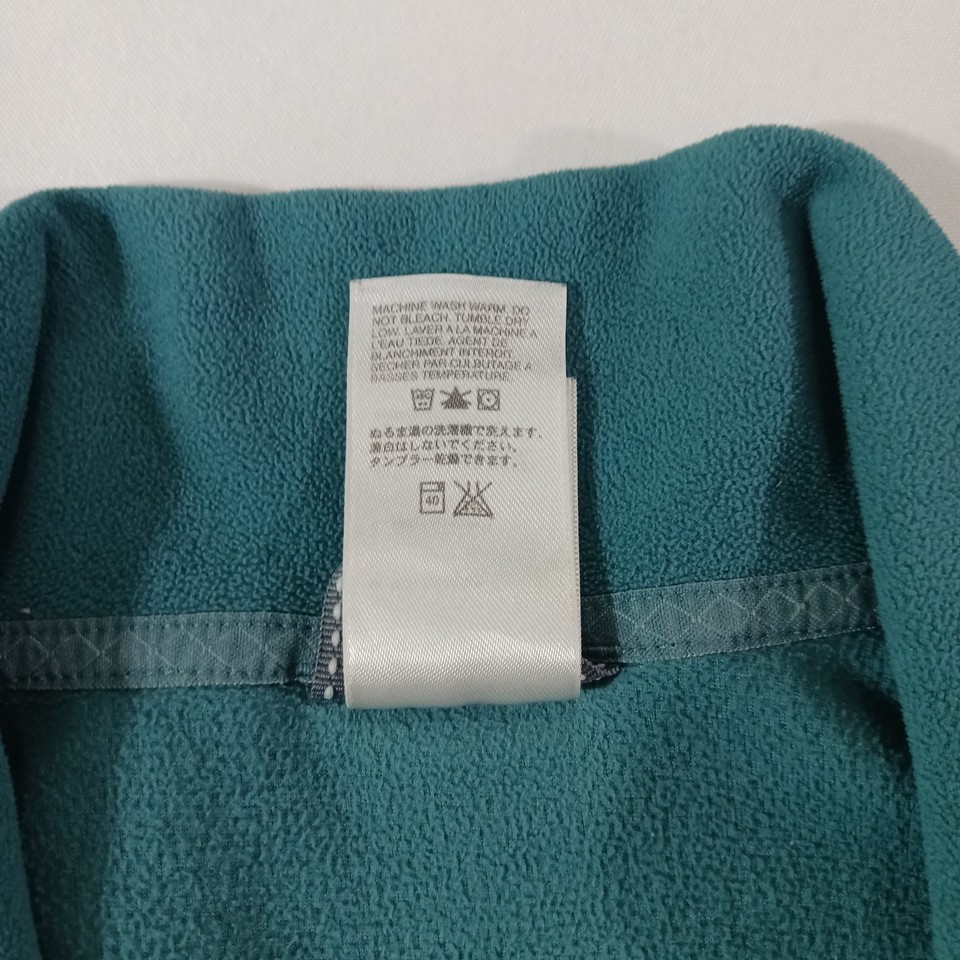 MACHINE WASH WARM. DO
NOT BLEACH. TUMBLE DRY
LOW. LAVER A LA MACHINE A
L'EAU TIEDE. AGENT DE
BLANCHIMENT INTERDIT.
SECHER PAR CULBUTAGE A
BASSES TEMPERATURE.
ぬるま湯の洗濯機で洗えます。
漂白はしないでください。
タンブラー乾燥できます。
40